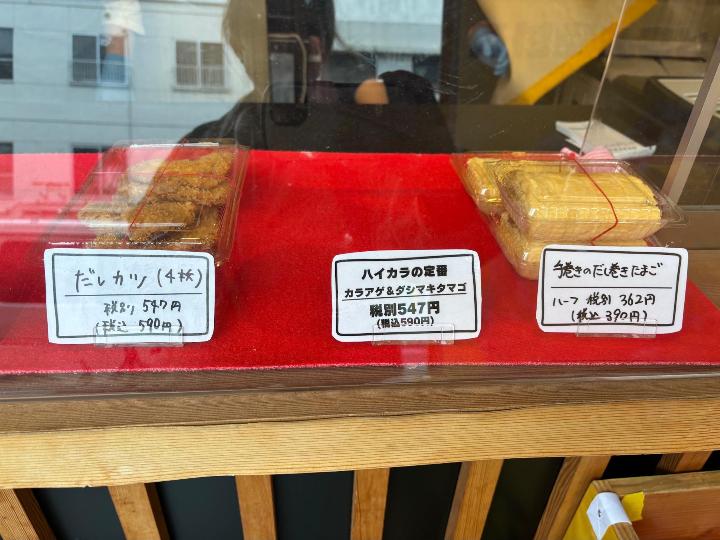 だしカツ(4枚)
税別 547円
(税込 590円)
ハイカラの定番
カラアゲ&ダシマキタマゴ
税別547円
(税込590円)
手巻きのだし巻きたまご
ハーフ 税別 362円
(税込 390円)